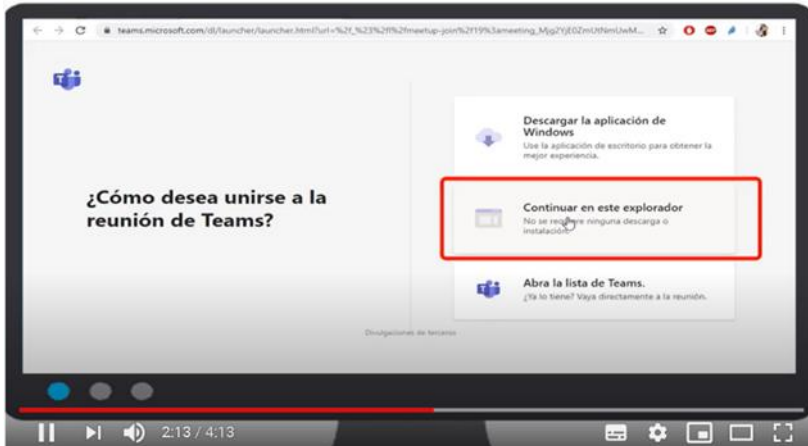 teams.microsoft.com/dl/launcher/launcher.html?url=%2f_%23%2fl%2fmeetup-join%2f19%3ameeting_Mjg2YjE0ZmUtNmUwM...
Descargar la aplicación de
Windows
Use la aplicación de escritorio para obtener la
mejor experiencia.
¿Cómo desea unirse a la
reunión de Teams?
Continuar en este explorador
No se requiere ninguna descarga o
instalación.
Abra la lista de Teams.
¿Ya lo tiene? Vaya directamente a la reunión.
Divulgaciones de terceros
2:13 / 4:13